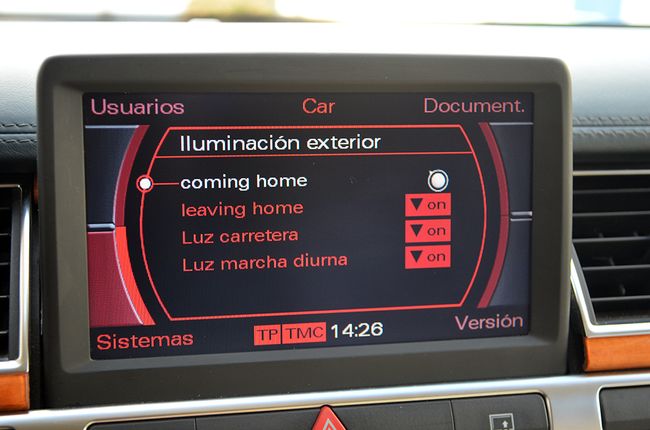 Usuarios Car Document.
Iluminación exterior
coming home
leaving home ▼on
Luz carretera ▼on
Luz marcha diurna ▼on
Sistemas TP TMC 14:26 Versión